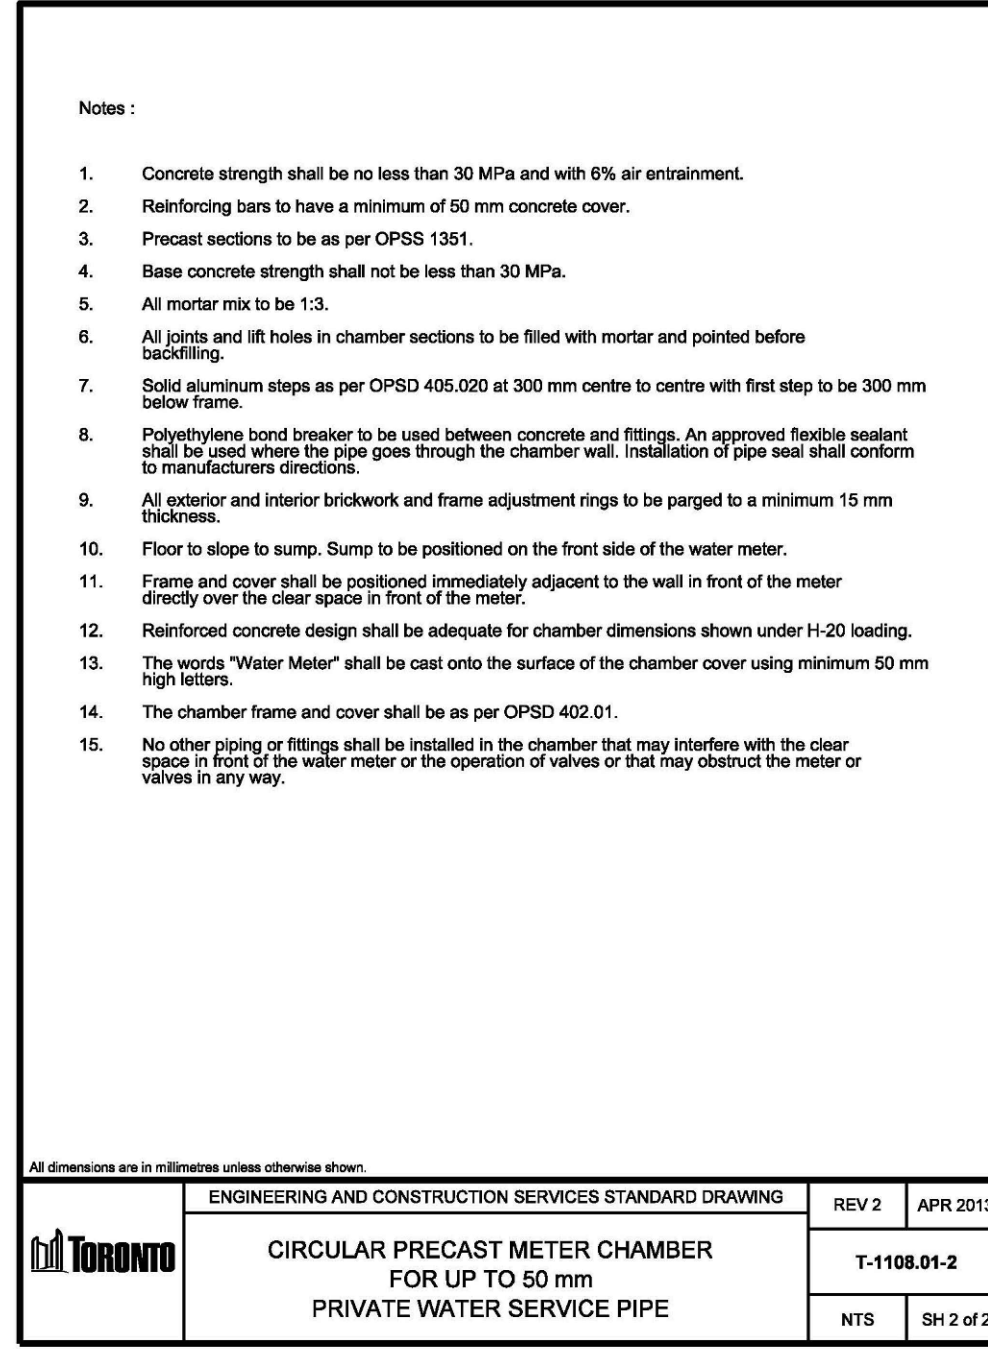 Notes :
1. Concrete strength shall be no less than 30 MPa and with 6% air entrainment.
2. Reinforcing bars to have a minimum of 50 mm concrete cover.
3. Precast sections to be as per OPSS 1351.
4. Base concrete strength shall not be less than 30 MPa.
5. All mortar mix to be 1:3.
6. All joints and lift holes in chamber sections to be filled with mortar and pointed before
backfilling.
7. Solid aluminum steps as per OPSD 405.020 at 300 mm centre to centre with first step to be 300 mm
below frame.
8. Polyethylene bond breaker to be used between concrete and fittings. An approved flexible sealant
shall be used where the pipe goes through the chamber wall. Installation of pipe seal shall conform
to manufacturers directions.
9. All exterior and interior brickwork and frame adjustment rings to be parged to a minimum 15 mm
thickness.
10. Floor to slope to sump. Sump to be positioned on the front side of the water meter.
11. Frame and cover shall be positioned immediately adjacent to the wall in front of the meter
directly over the clear space in front of the meter.
12. Reinforced concrete design shall be adequate for chamber dimensions shown under H-20 loading.
13. The words "Water Meter" shall be cast onto the surface of the chamber cover using minimum 50 mm
high letters.
14. The chamber frame and cover shall be as per OPSD 402.01.
15. No other piping or fittings shall be installed in the chamber that may interfere with the clear
space in front of the water meter or the operation of valves or that may obstruct the meter or
valves in any way.
All dimensions are in millimetres unless otherwise shown.
TORONTO
ENGINEERING AND CONSTRUCTION SERVICES STANDARD DRAWING
CIRCULAR PRECAST METER CHAMBER
FOR UP TO 50 mm
PRIVATE WATER SERVICE PIPE
REV 2 APR 2013
T-1108.01-2
NTS SH 2 of 2